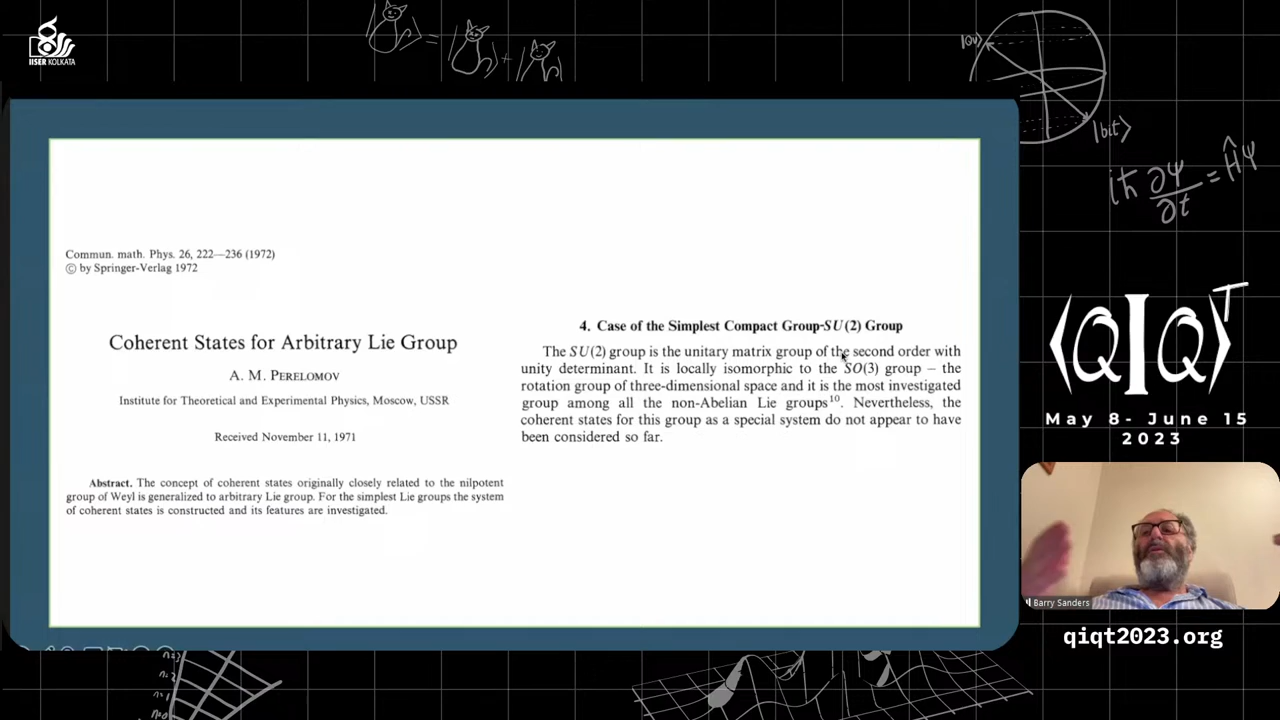 IISER KOLKATA
Commun. math. Phys. 26, 222—236 (1972)
© by Springer-Verlag 1972
Coherent States for Arbitrary Lie Group
A. M. PERELOMOV
Institute for Theoretical and Experimental Physics, Moscow, USSR
Received November 11, 1971
Abstract. The concept of coherent states originally closely related to the nilpotent
group of Weyl is generalized to arbitrary Lie group. For the simplest Lie groups the system
of coherent states is constructed and its features are investigated.
4. Case of the Simplest Compact Group-SU(2) Group
The SU(2) group is the unitary matrix group of the second order with
unity determinant. It is locally isomorphic to the SO(3) group – the
rotation group of three-dimensional space and it is the most investigated
group among all the non-Abelian Lie groups¹⁰. Nevertheless, the
coherent states for this group as a special system do not appear to have
been considered so far.
|bit⟩
iħ ∂ψ/∂t = Ĥψ
⟨QIQ⟩ᵀ
May 8- June 15
2023
Barry Sanders
qiqt2023.org
n=2
n=1
n=0